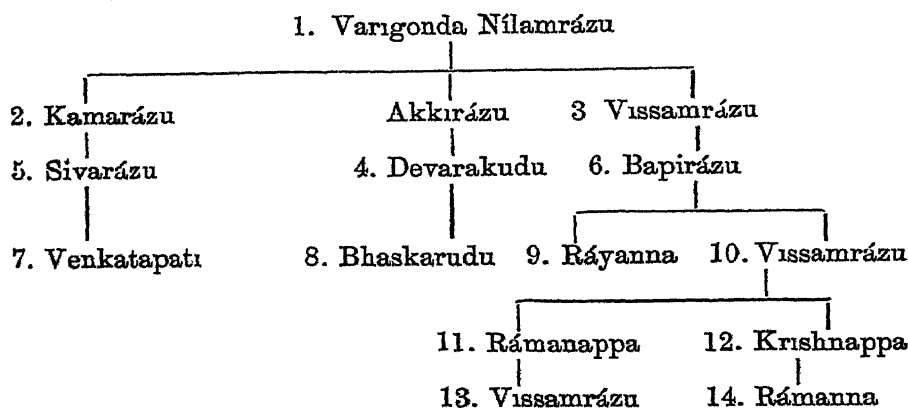 1. Varigonda Nílamrázu
2. Kamarázu Akkirázu 3 Vissamrázu
5. Sivarázu 4. Devarakudu 6. Bapirázu
7. Venkatapati 8. Bhaskarudu 9. Ráyanna 10. Vissamrázu
11. Rámanappa 12. Krishnappa
13. Vissamrázu 14. Rámanna